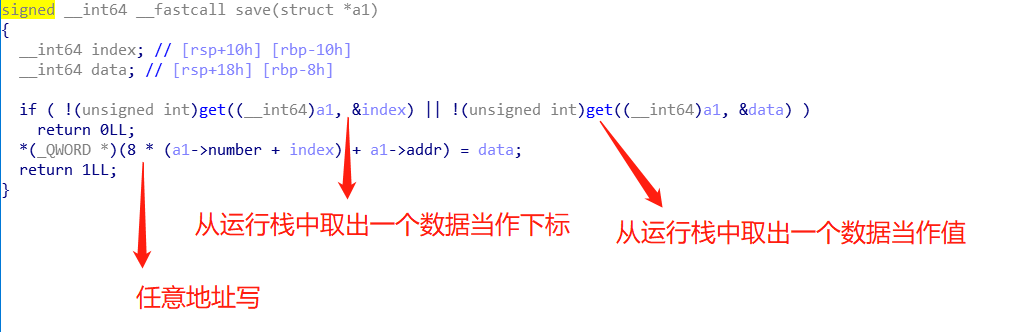 signed __int64 __fastcall save(struct *a1)
{
__int64 index; // [rsp+10h] [rbp-10h]
__int64 data; // [rsp+18h] [rbp-8h]
if ( !(unsigned int)get((__int64)a1, &index) || !(unsigned int)get((__int64)a1, &data) )
return 0LL;
*(_QWORD *)(8 * (a1->number + index) + a1->addr) = data;
return 1LL;
}
从运行栈中取出一个数据当作下标
从运行栈中取出一个数据当作值
任意地址写